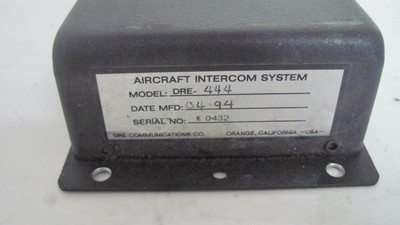 AIRCRAFT INTERCOM SYSTEM
MODEL: DRE- 444
DATE MFD: 04-94
SERIAL NO: K 0432
DRE COMMUNICATIONS CO. ORANGE, CALIFORNIA -USA-